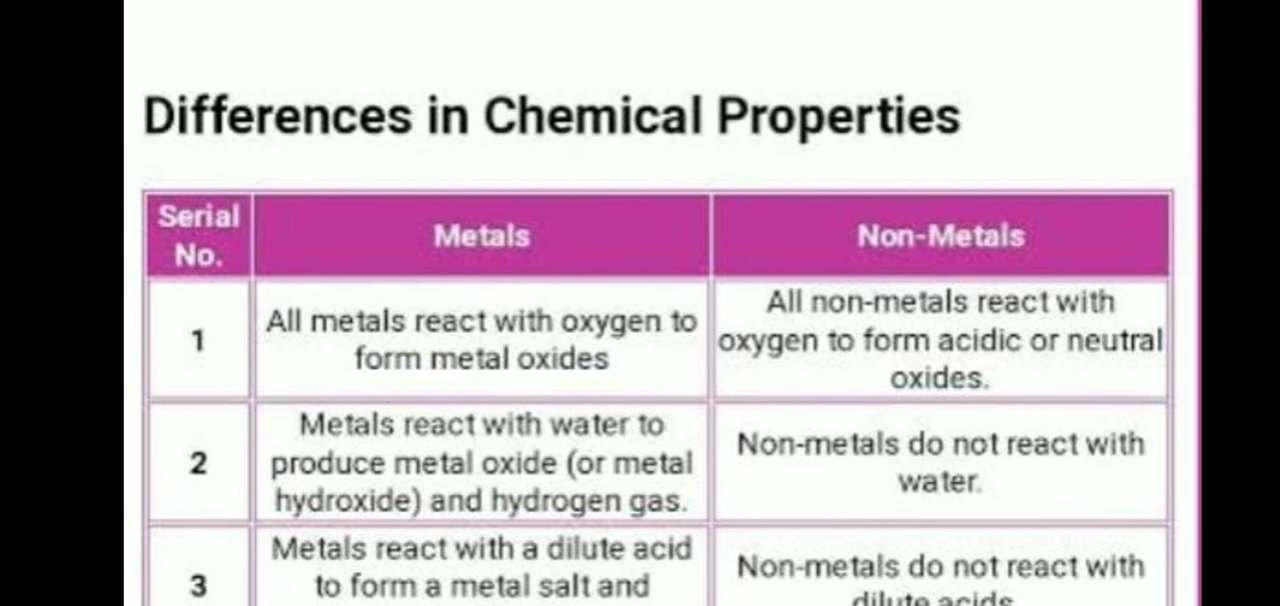 Differences in Chemical Properties
Serial
No.
Metals
Non-Metals
1
All metals react with oxygen to
form metal oxides
All non-metals react with
oxygen to form acidic or neutral
oxides.
2
Metals react with water to
produce metal oxide (or metal
hydroxide) and hydrogen gas.
Non-metals do not react with
water.
3
Metals react with a dilute acid
to form a metal salt and
Non-metals do not react with
dilute acids